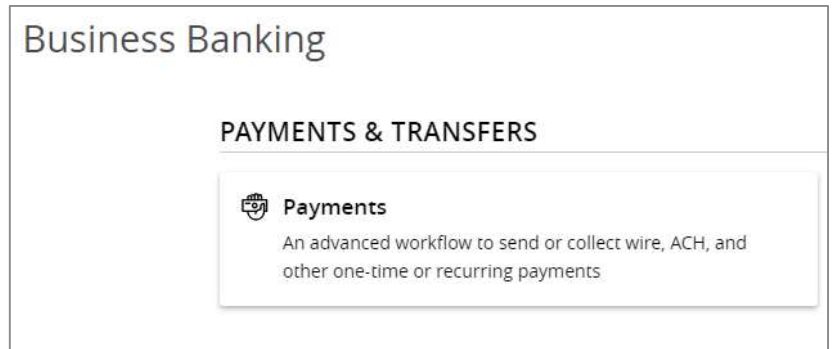 Business Banking
PAYMENTS & TRANSFERS
Payments
An advanced workflow to send or collect wire, ACH, and
other one-time or recurring payments